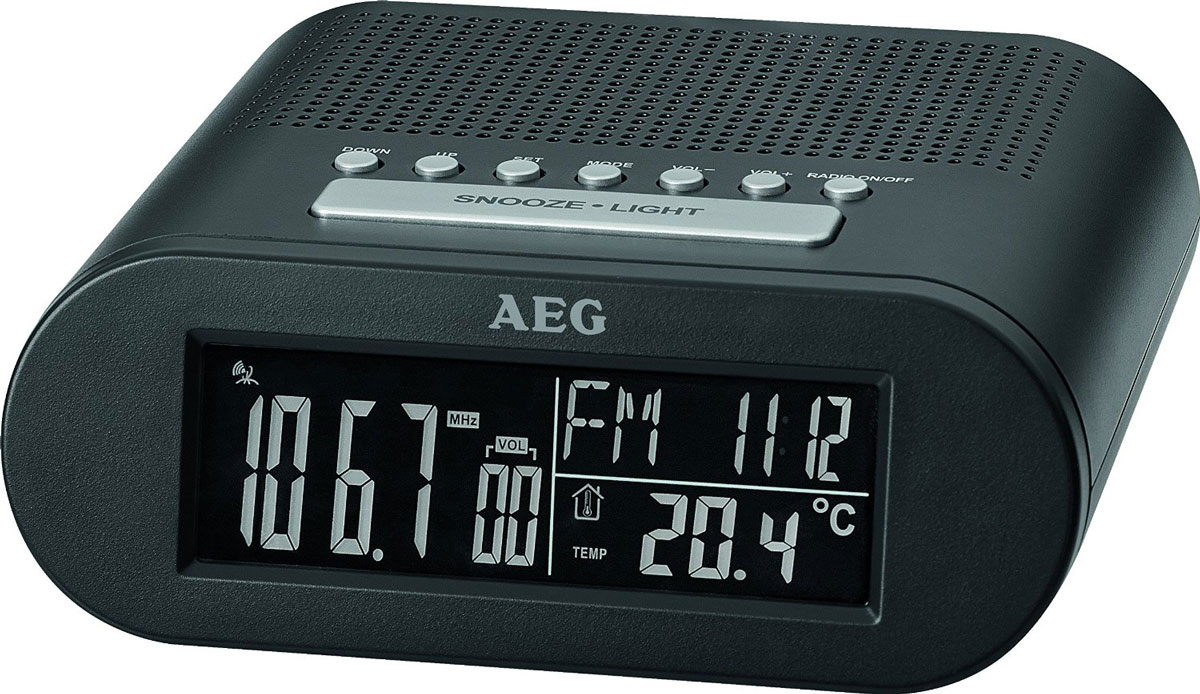 DOWN UP SET MODE VOL− VOL+ RADIO ON/OFF
SNOOZE • LIGHT
AEG
106.7 MHz
VOL
00
FM 11:12
TEMP 20.4 °C